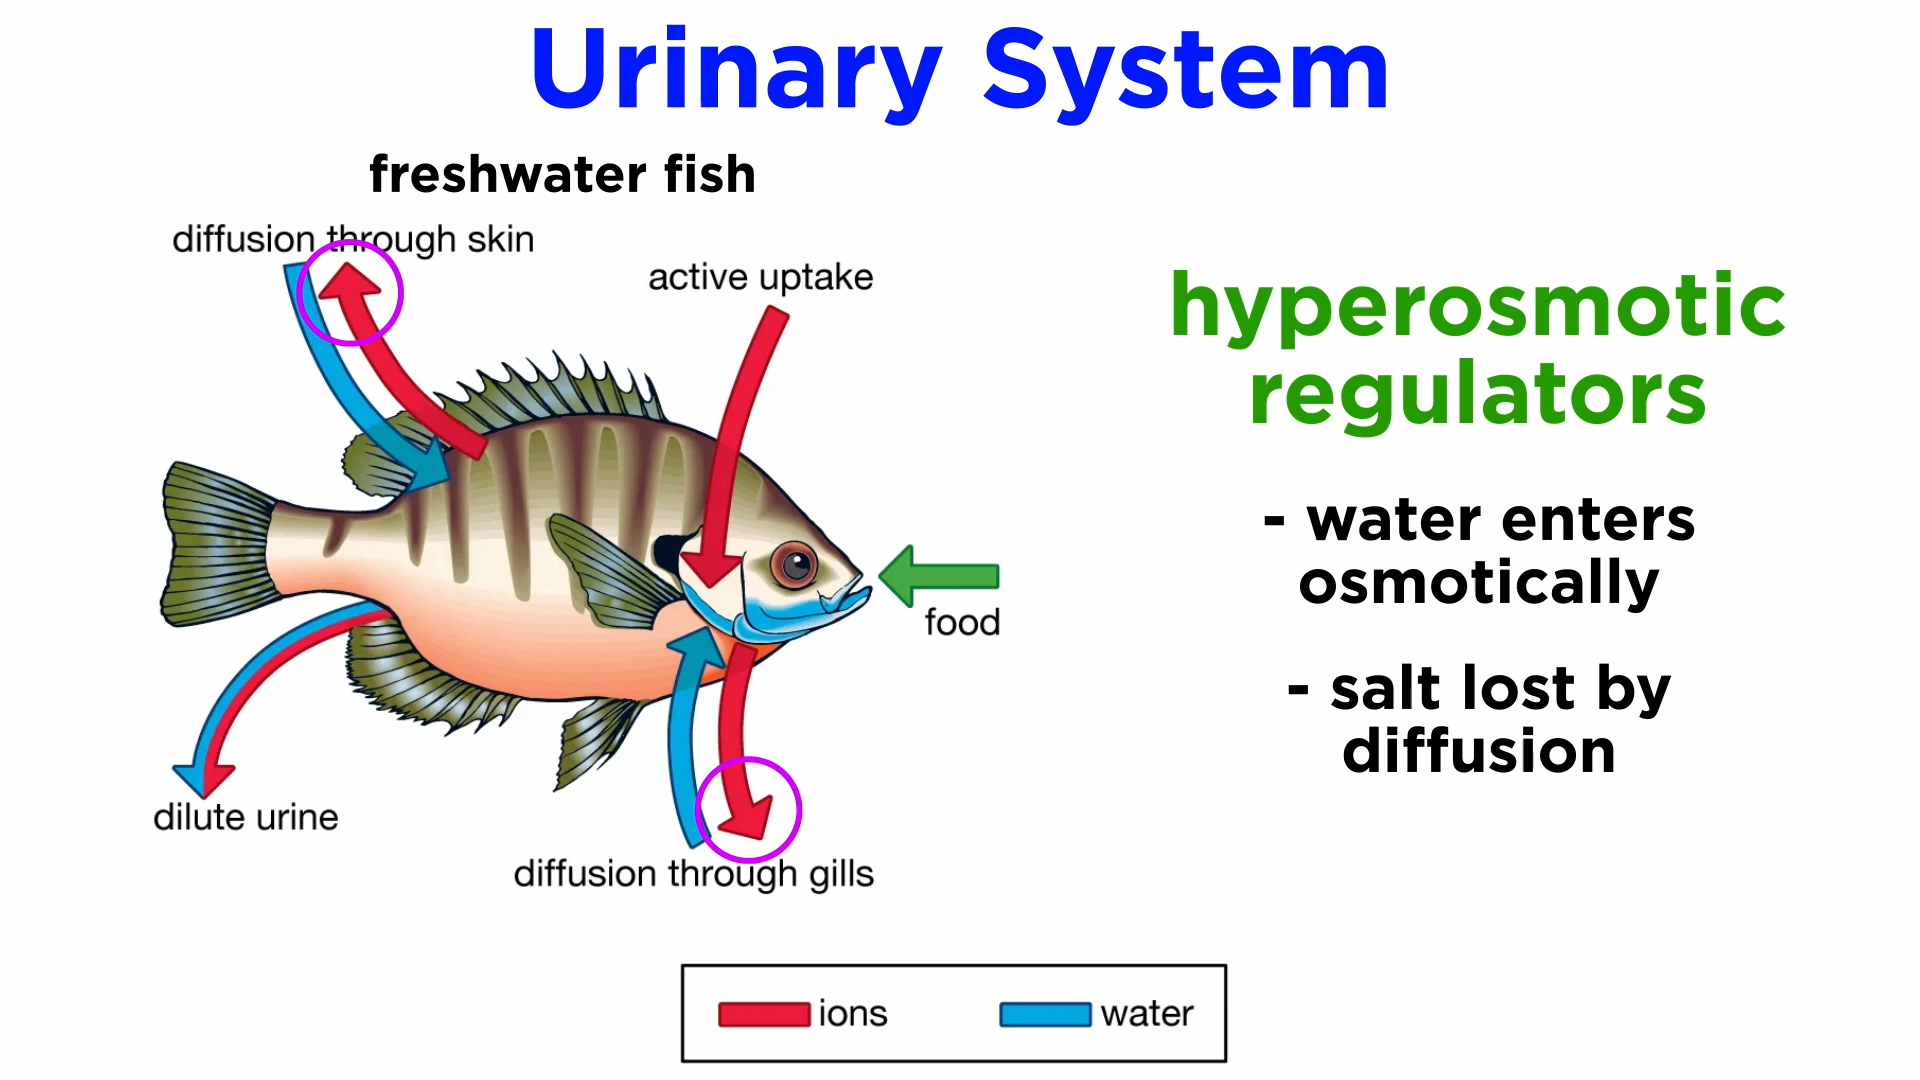 Urinary System
freshwater fish
diffusion through skin
active uptake
food
dilute urine
diffusion through gills
hyperosmotic
regulators
- water enters
osmotically
- salt lost by
diffusion
ions
water